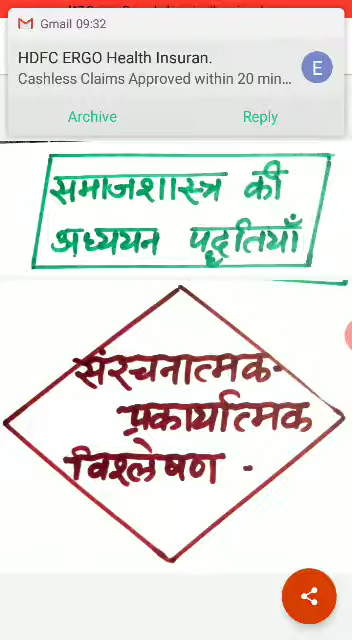 Gmail 09:32
HDFC ERGO Health Insuran.
Cashless Claims Approved within 20 min...
E
Archive
Reply
समाजशास्त्र की
अध्ययन पद्धतियाँ
संरचनात्मक-
प्रकार्यात्मक
विश्लेषण -